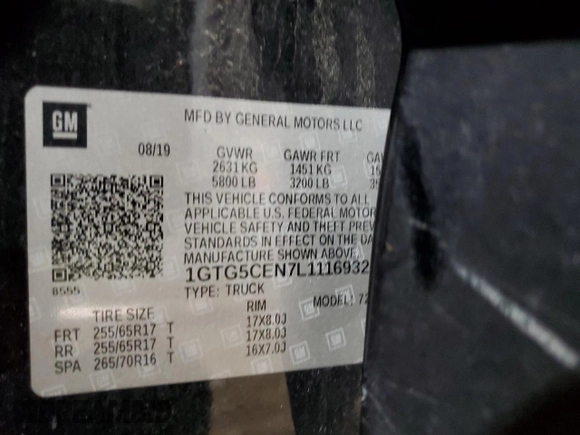 GM
MFD BY GENERAL MOTORS LLC
08/19
GVWR GAWR FRT
2631 KG 1451 KG
5800 LB 3200 LB
THIS VEHICLE CONFORMS TO ALL
APPLICABLE U.S. FEDERAL MOTOR
VEHICLE SAFETY AND THEFT PREVE
STANDARDS IN EFFECT ON THE DA
MANUFACTURE SHOWN ABOVE.
1GTG5CEN7L1116932
8555
TYPE: TRUCK MODEL: 72
TIRE SIZE RIM
FRT 255/65R17 T 17X8.0J
RR 255/65R17 T 17X8.0J
SPA 265/70R16 T 16X7.0J